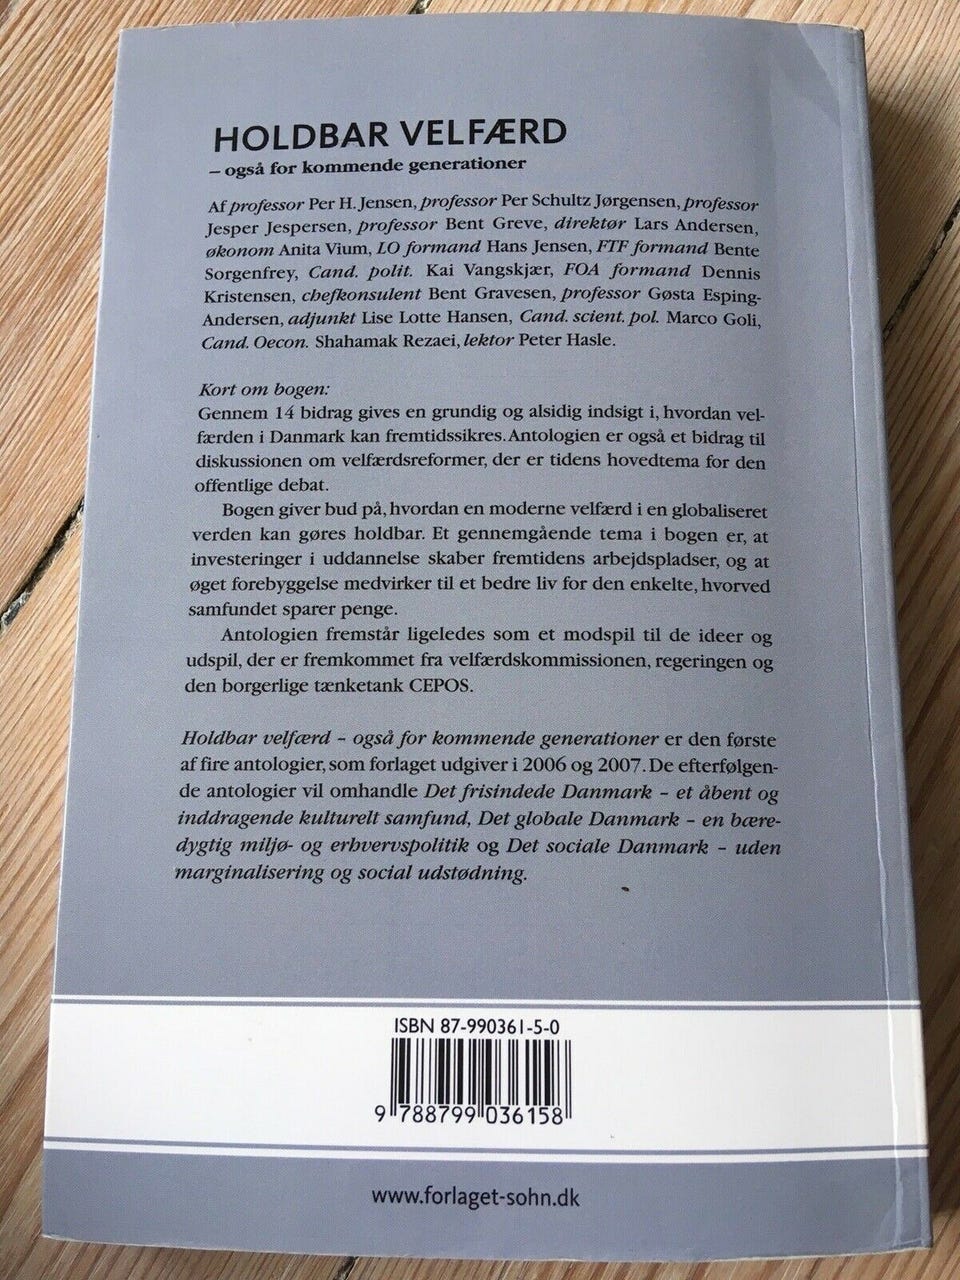 HOLDBAR VELFÆRD
– også for kommende generationer
Af professor Per H. Jensen, professor Per Schultz Jørgensen, professor
Jesper Jespersen, professor Bent Greve, direktør Lars Andersen,
økonom Anita Vium, LO formand Hans Jensen, FTF formand Bente
Sorgenfrey, Cand. polit. Kai Vangskjær, FOA formand Dennis
Kristensen, chefkonsulent Bent Gravesen, professor Gøsta Esping-
Andersen, adjunkt Lise Lotte Hansen, Cand. scient. pol. Marco Goli,
Cand. Oecon. Shahamak Rezaei, lektor Peter Hasle.
Kort om bogen:
Gennem 14 bidrag gives en grundig og alsidig indsigt i, hvordan vel-
færden i Danmark kan fremtidssikres. Antologien er også et bidrag til
diskussionen om velfærdsreformer, der er tidens hovedtema for den
offentlige debat.
Bogen giver bud på, hvordan en moderne velfærd i en globaliseret
verden kan gøres holdbar. Et gennemgående tema i bogen er, at
investeringer i uddannelse skaber fremtidens arbejdspladser, og at
øget forebyggelse medvirker til et bedre liv for den enkelte, hvorved
samfundet sparer penge.
Antologien fremstår ligeledes som et modspil til de ideer og
udspil, der er fremkommet fra velfærdskommissionen, regeringen og
den borgerlige tænketank CEPOS.
Holdbar velfærd – også for kommende generationer er den første
af fire antologier, som forlaget udgiver i 2006 og 2007. De efterfølgen-
de antologier vil omhandle Det frisindede Danmark – et åbent og
inddragende kulturelt samfund, Det globale Danmark – en bære-
dygtig miljø- og erhvervspolitik og Det sociale Danmark – uden
marginalisering og social udstødning.
ISBN 87-990361-5-0
9 788799 036158
www.forlaget-sohn.dk